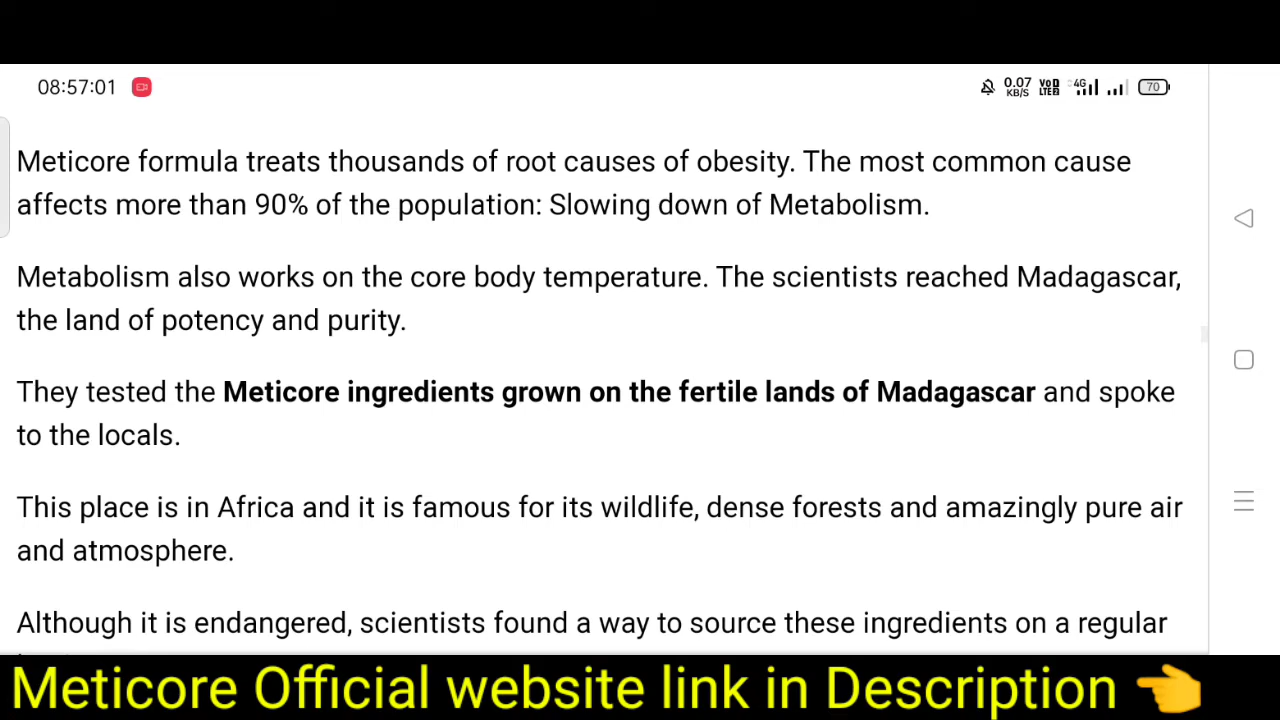 08:57:01 0.07 KB/S VoD LTE2 4G 70
Meticore formula treats thousands of root causes of obesity. The most common cause
affects more than 90% of the population: Slowing down of Metabolism.
Metabolism also works on the core body temperature. The scientists reached Madagascar,
the land of potency and purity.
They tested the Meticore ingredients grown on the fertile lands of Madagascar and spoke
to the locals.
This place is in Africa and it is famous for its wildlife, dense forests and amazingly pure air
and atmosphere.
Although it is endangered, scientists found a way to source these ingredients on a regular
Meticore Official website link in Description